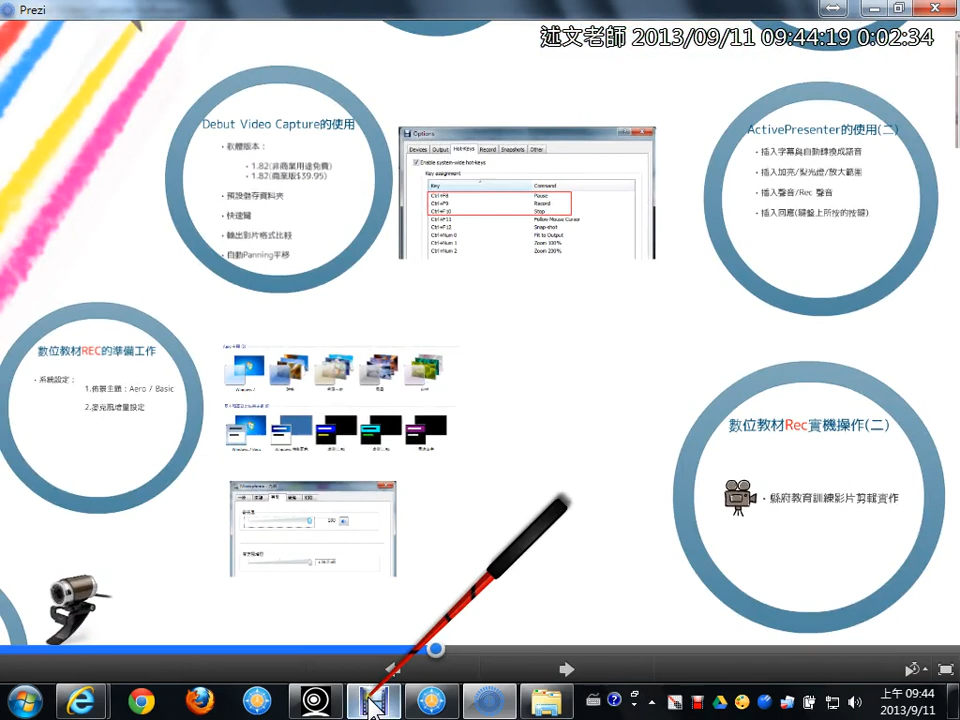 Prezi
述文老師 2013/09/11 09:44:19 0:02:34
Debut Video Capture的使用
・軟體版本：
・1.82(非商業用途免費)
・1.82(商業版$39.95)
・預設儲存資料夾
・快速鍵
・輸出影片格式比較
・自動Panning平移
Options
Devices Output Hot-Keys Record Snapshots Other
Enable system-wide hot-keys
Key assignment
Key Command
Ctrl+F8 Pause
Ctrl+F9 Record
Ctrl+F10 Stop
Ctrl+F11 Follow Mouse Cursor
Ctrl+F12 Snap-shot
Ctrl+Num 0 Fit to Output
Ctrl+Num 1 Zoom 100%
Ctrl+Num 2 Zoom 200%
ActivePresenter的使用(二)
・插入字幕與自動轉換成語音
・插入加亮/聚光燈/放大範圍
・插入聲音/Rec 聲音
・插入回應(鍵盤上所按的按鍵)
數位教材REC的準備工作
・系統設定：
1.佈景主題：Aero / Basic
2.麥克風增量設定
數位教材Rec實機操作(二)
・縣府教育訓練影片剪輯實作
上午 09:44
2013/9/11